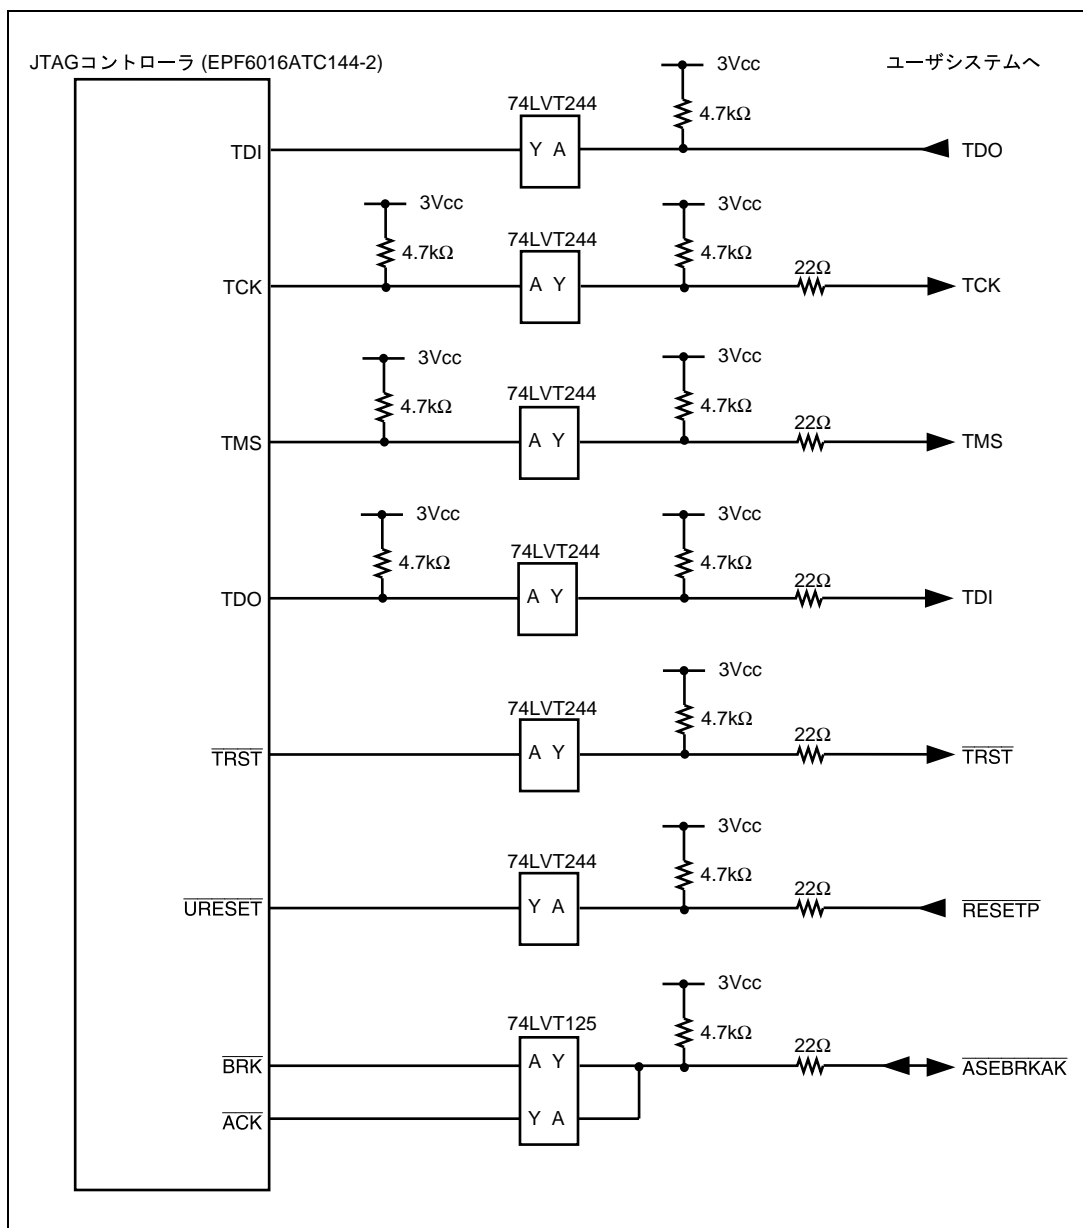 JTAGコントローラ (EPF6016ATC144-2)
ユーザシステムへ
3Vcc
4.7kΩ
74LVT244
TDI
Y A
TDO
3Vcc
3Vcc
4.7kΩ
74LVT244
4.7kΩ
22Ω
TCK
A Y
TCK
3Vcc
3Vcc
4.7kΩ
74LVT244
4.7kΩ
22Ω
TMS
A Y
TMS
3Vcc
3Vcc
4.7kΩ
74LVT244
4.7kΩ
22Ω
TDO
A Y
TDI
3Vcc
74LVT244
4.7kΩ
22Ω
TRST
A Y
TRST
3Vcc
74LVT244
4.7kΩ
22Ω
URESET
Y A
RESETP
3Vcc
74LVT125
4.7kΩ
22Ω
BRK
A Y
ASEBRKAK
ACK
Y A